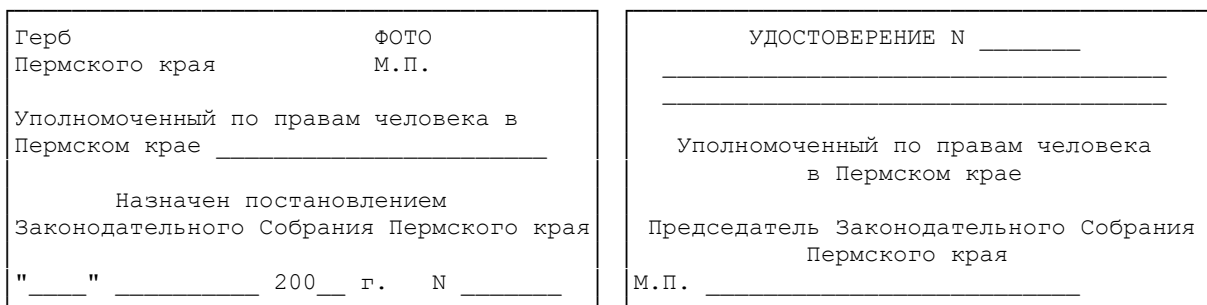 Герб ФОТО
Пермского края М.П.
Уполномоченный по правам человека в
Пермском крае _______________________
Назначен постановлением
Законодательного Собрания Пермского края
"____" __________ 200__ г. N _______
УДОСТОВЕРЕНИЕ N _______
___________________________________
___________________________________
Уполномоченный по правам человека
в Пермском крае
Председатель Законодательного Собрания
Пермского края
М.П. __________________________